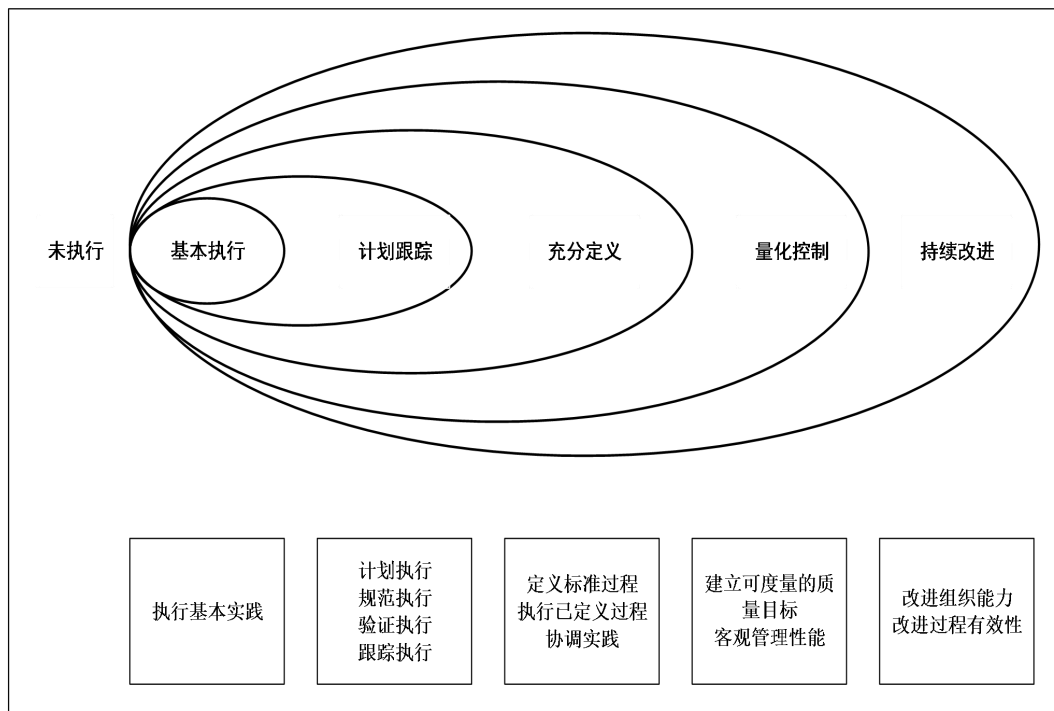 未执行
基本执行
计划跟踪
充分定义
量化控制
持续改进
执行基本实践
计划执行
规范执行
验证执行
跟踪执行
定义标准过程
执行已定义过程
协调实践
建立可度量的质
量目标
客观管理性能
改进组织能力
改进过程有效性